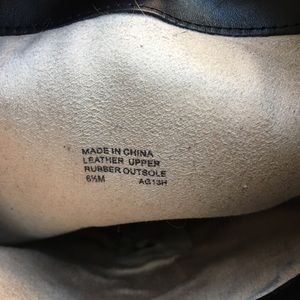 MADE IN CHINA
LEATHER UPPER
RUBBER OUTSOLE
6½M AG13H